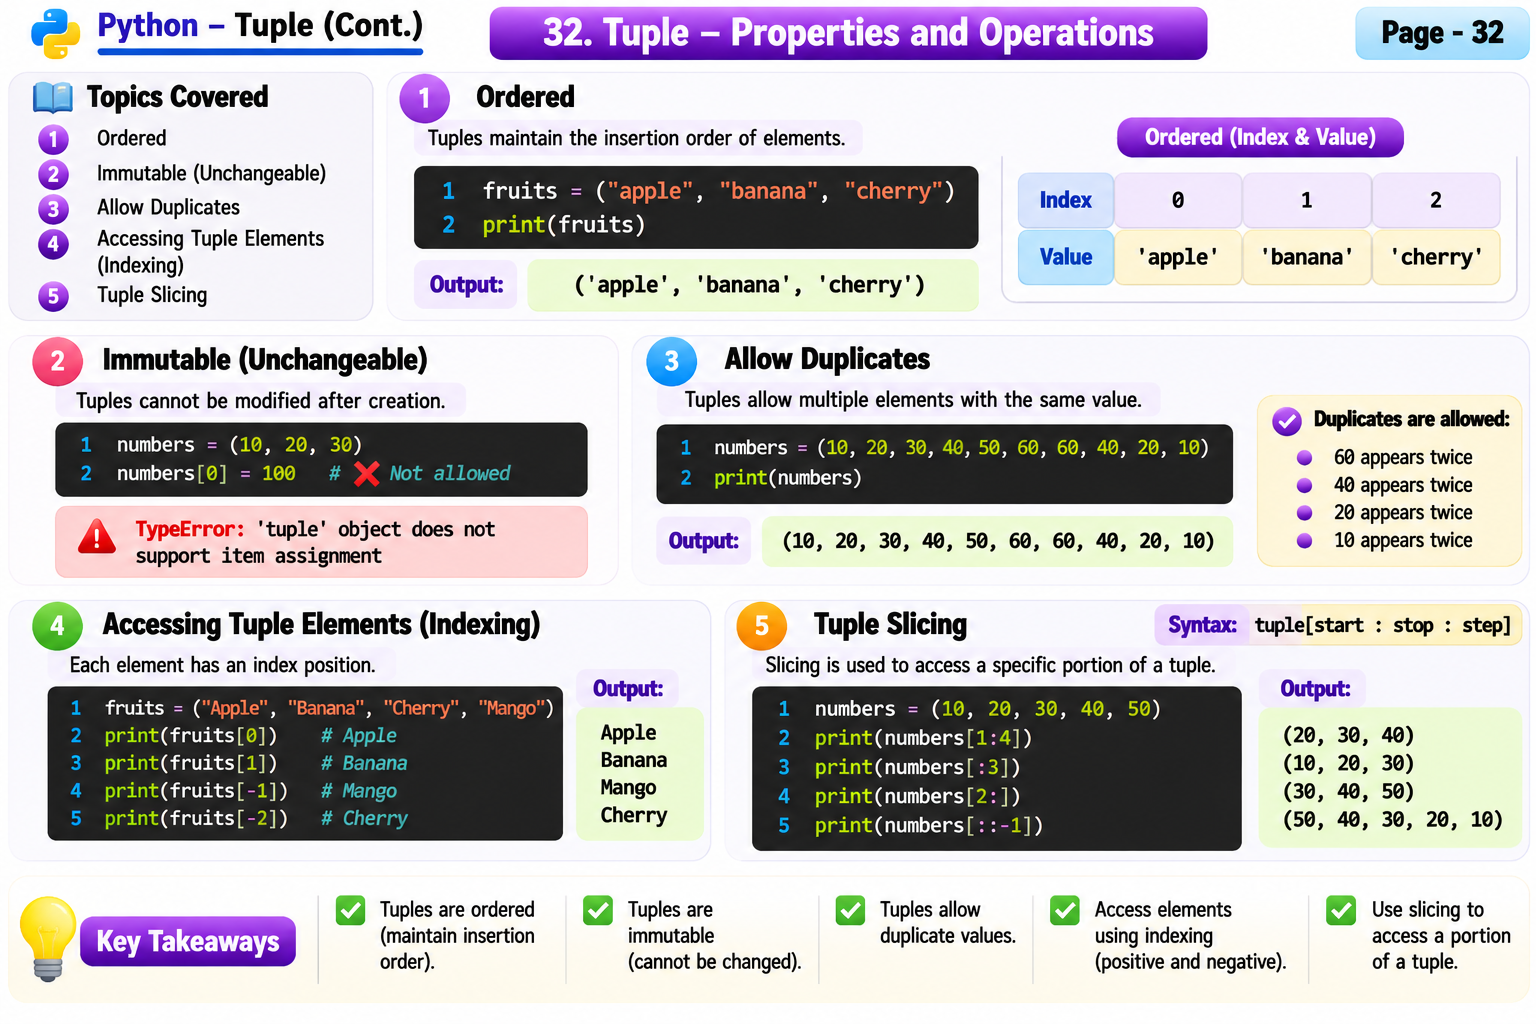 Python – Tuple (Cont.)
32. Tuple – Properties and Operations
Page - 32
Topics Covered
1 Ordered
2 Immutable (Unchangeable)
3 Allow Duplicates
4 Accessing Tuple Elements
(Indexing)
5 Tuple Slicing
1 Ordered
Tuples maintain the insertion order of elements.
1 fruits = ("apple", "banana", "cherry")
2 print(fruits)
Output: ('apple', 'banana', 'cherry')
Ordered (Index & Value)
Index 0 1 2
Value 'apple' 'banana' 'cherry'
2 Immutable (Unchangeable)
Tuples cannot be modified after creation.
1 numbers = (10, 20, 30)
2 numbers[0] = 100 # ❌ Not allowed
TypeError: 'tuple' object does not
support item assignment
3 Allow Duplicates
Tuples allow multiple elements with the same value.
1 numbers = (10, 20, 30, 40, 50, 60, 60, 40, 20, 10)
2 print(numbers)
Output: (10, 20, 30, 40, 50, 60, 60, 40, 20, 10)
Duplicates are allowed:
60 appears twice
40 appears twice
20 appears twice
10 appears twice
4 Accessing Tuple Elements (Indexing)
Each element has an index position.
1 fruits = ("Apple", "Banana", "Cherry", "Mango")
2 print(fruits[0]) # Apple
3 print(fruits[1]) # Banana
4 print(fruits[-1]) # Mango
5 print(fruits[-2]) # Cherry
Output:
Apple
Banana
Mango
Cherry
5 Tuple Slicing
Syntax: tuple[start : stop : step]
Slicing is used to access a specific portion of a tuple.
1 numbers = (10, 20, 30, 40, 50)
2 print(numbers[1:4])
3 print(numbers[:3])
4 print(numbers[2:])
5 print(numbers[::-1])
Output:
(20, 30, 40)
(10, 20, 30)
(30, 40, 50)
(50, 40, 30, 20, 10)
Key Takeaways
Tuples are ordered
(maintain insertion
order).
Tuples are
immutable
(cannot be changed).
Tuples allow
duplicate values.
Access elements
using indexing
(positive and negative).
Use slicing to
access a portion
of a tuple.